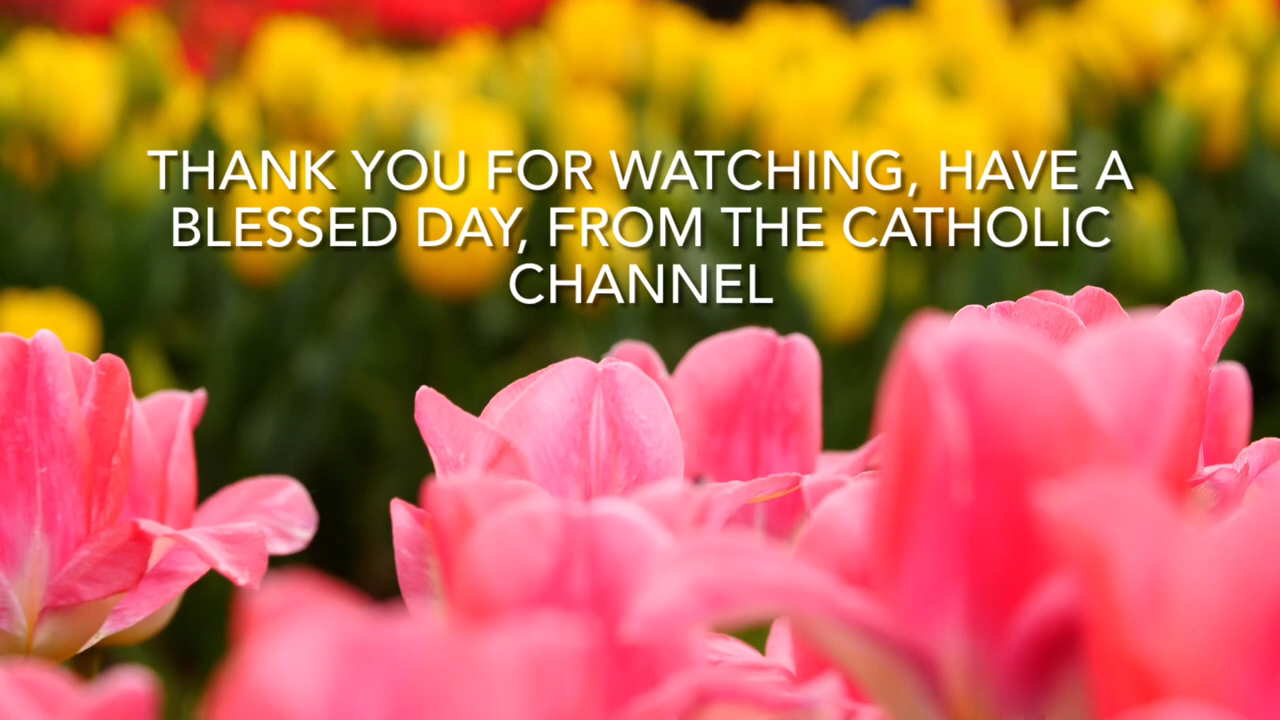 THANK YOU FOR WATCHING, HAVE A
BLESSED DAY, FROM THE CATHOLIC
CHANNEL